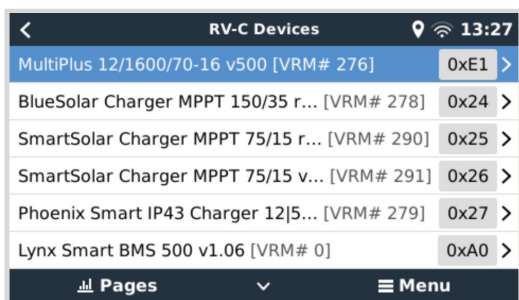 RV-C Devices 13:27
MultiPlus 12/1600/70-16 v500 [VRM# 276] 0xE1
BlueSolar Charger MPPT 150/35 r... [VRM# 278] 0x24
SmartSolar Charger MPPT 75/15 r... [VRM# 290] 0x25
SmartSolar Charger MPPT 75/15 v... [VRM# 291] 0x26
Phoenix Smart IP43 Charger 12|5... [VRM# 279] 0x27
Lynx Smart BMS 500 v1.06 [VRM# 0] 0xA0
Pages Menu